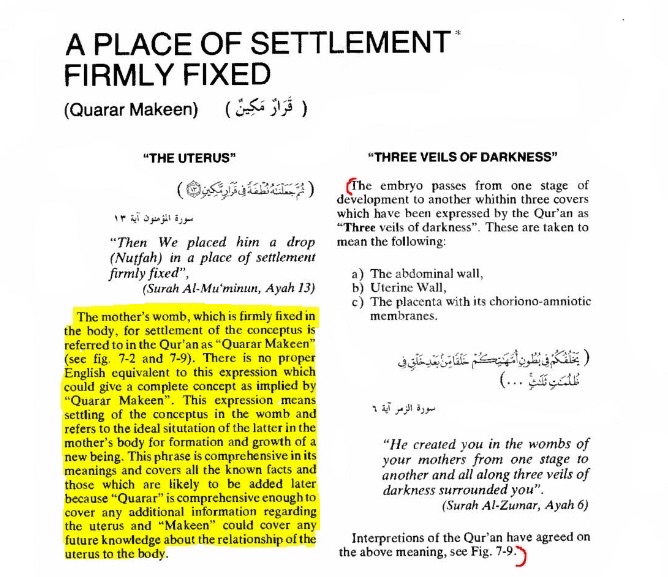 A PLACE OF SETTLEMENT*
FIRMLY FIXED
(Quarar Makeen) ( قَرَارٌ مَكِينٌ )
"THE UTERUS"
( ثُمَّ جَعَلْنَٰهُ نُطْفَةً فِى قَرَارٍ مَّكِينٍ ١٣ )
سورة المؤمنون آية ١٣
"Then We placed him a drop
(Nutfah) in a place of settlement
firmly fixed",
(Surah Al-Mu'minun, Ayah 13)
The mother's womb, which is firmly fixed in
the body, for settlement of the conceptus is
referred to in the Qur'an as "Quarar Makeen"
(see fig. 7-2 and 7-9). There is no proper
English equivalent to this expression which
could give a complete concept as implied by
"Quarar Makeen". This expression means
settling of the conceptus in the womb and
refers to the ideal situtation of the latter in the
mother's body for formation and growth of a
new being. This phrase is comprehensive in its
meanings and covers all the known facts and
those which are likely to be added later
because "Quarar" is comprehensive enough to
cover any additional information regarding
the uterus and "Makeen" could cover any
future knowledge about the relationship of the
uterus to the body.
"THREE VEILS OF DARKNESS"
The embryo passes from one stage of
development to another whithin three covers
which have been expressed by the Qur'an as
"Three veils of darkness". These are taken to
mean the following:
a) The abdominal wall,
b) Uterine Wall,
c) The placenta with its choriono-amniotic
membranes.
( يَخْلُقُكُمْ فِى بُطُونِ أُمَّهَٰتِكُمْ خَلْقًا مِّنۢ بَعْدِ خَلْقٍ فِى
ظُلُمَٰتٍ ثَلَٰثٍ ... )
سورة الزمر آية ٦
"He created you in the wombs of
your mothers from one stage to
another and all along three veils of
darkness surrounded you".
(Surah Al-Zumar, Ayah 6)
Interpretions of the Qur'an have agreed on
the above meaning, see Fig. 7-9.